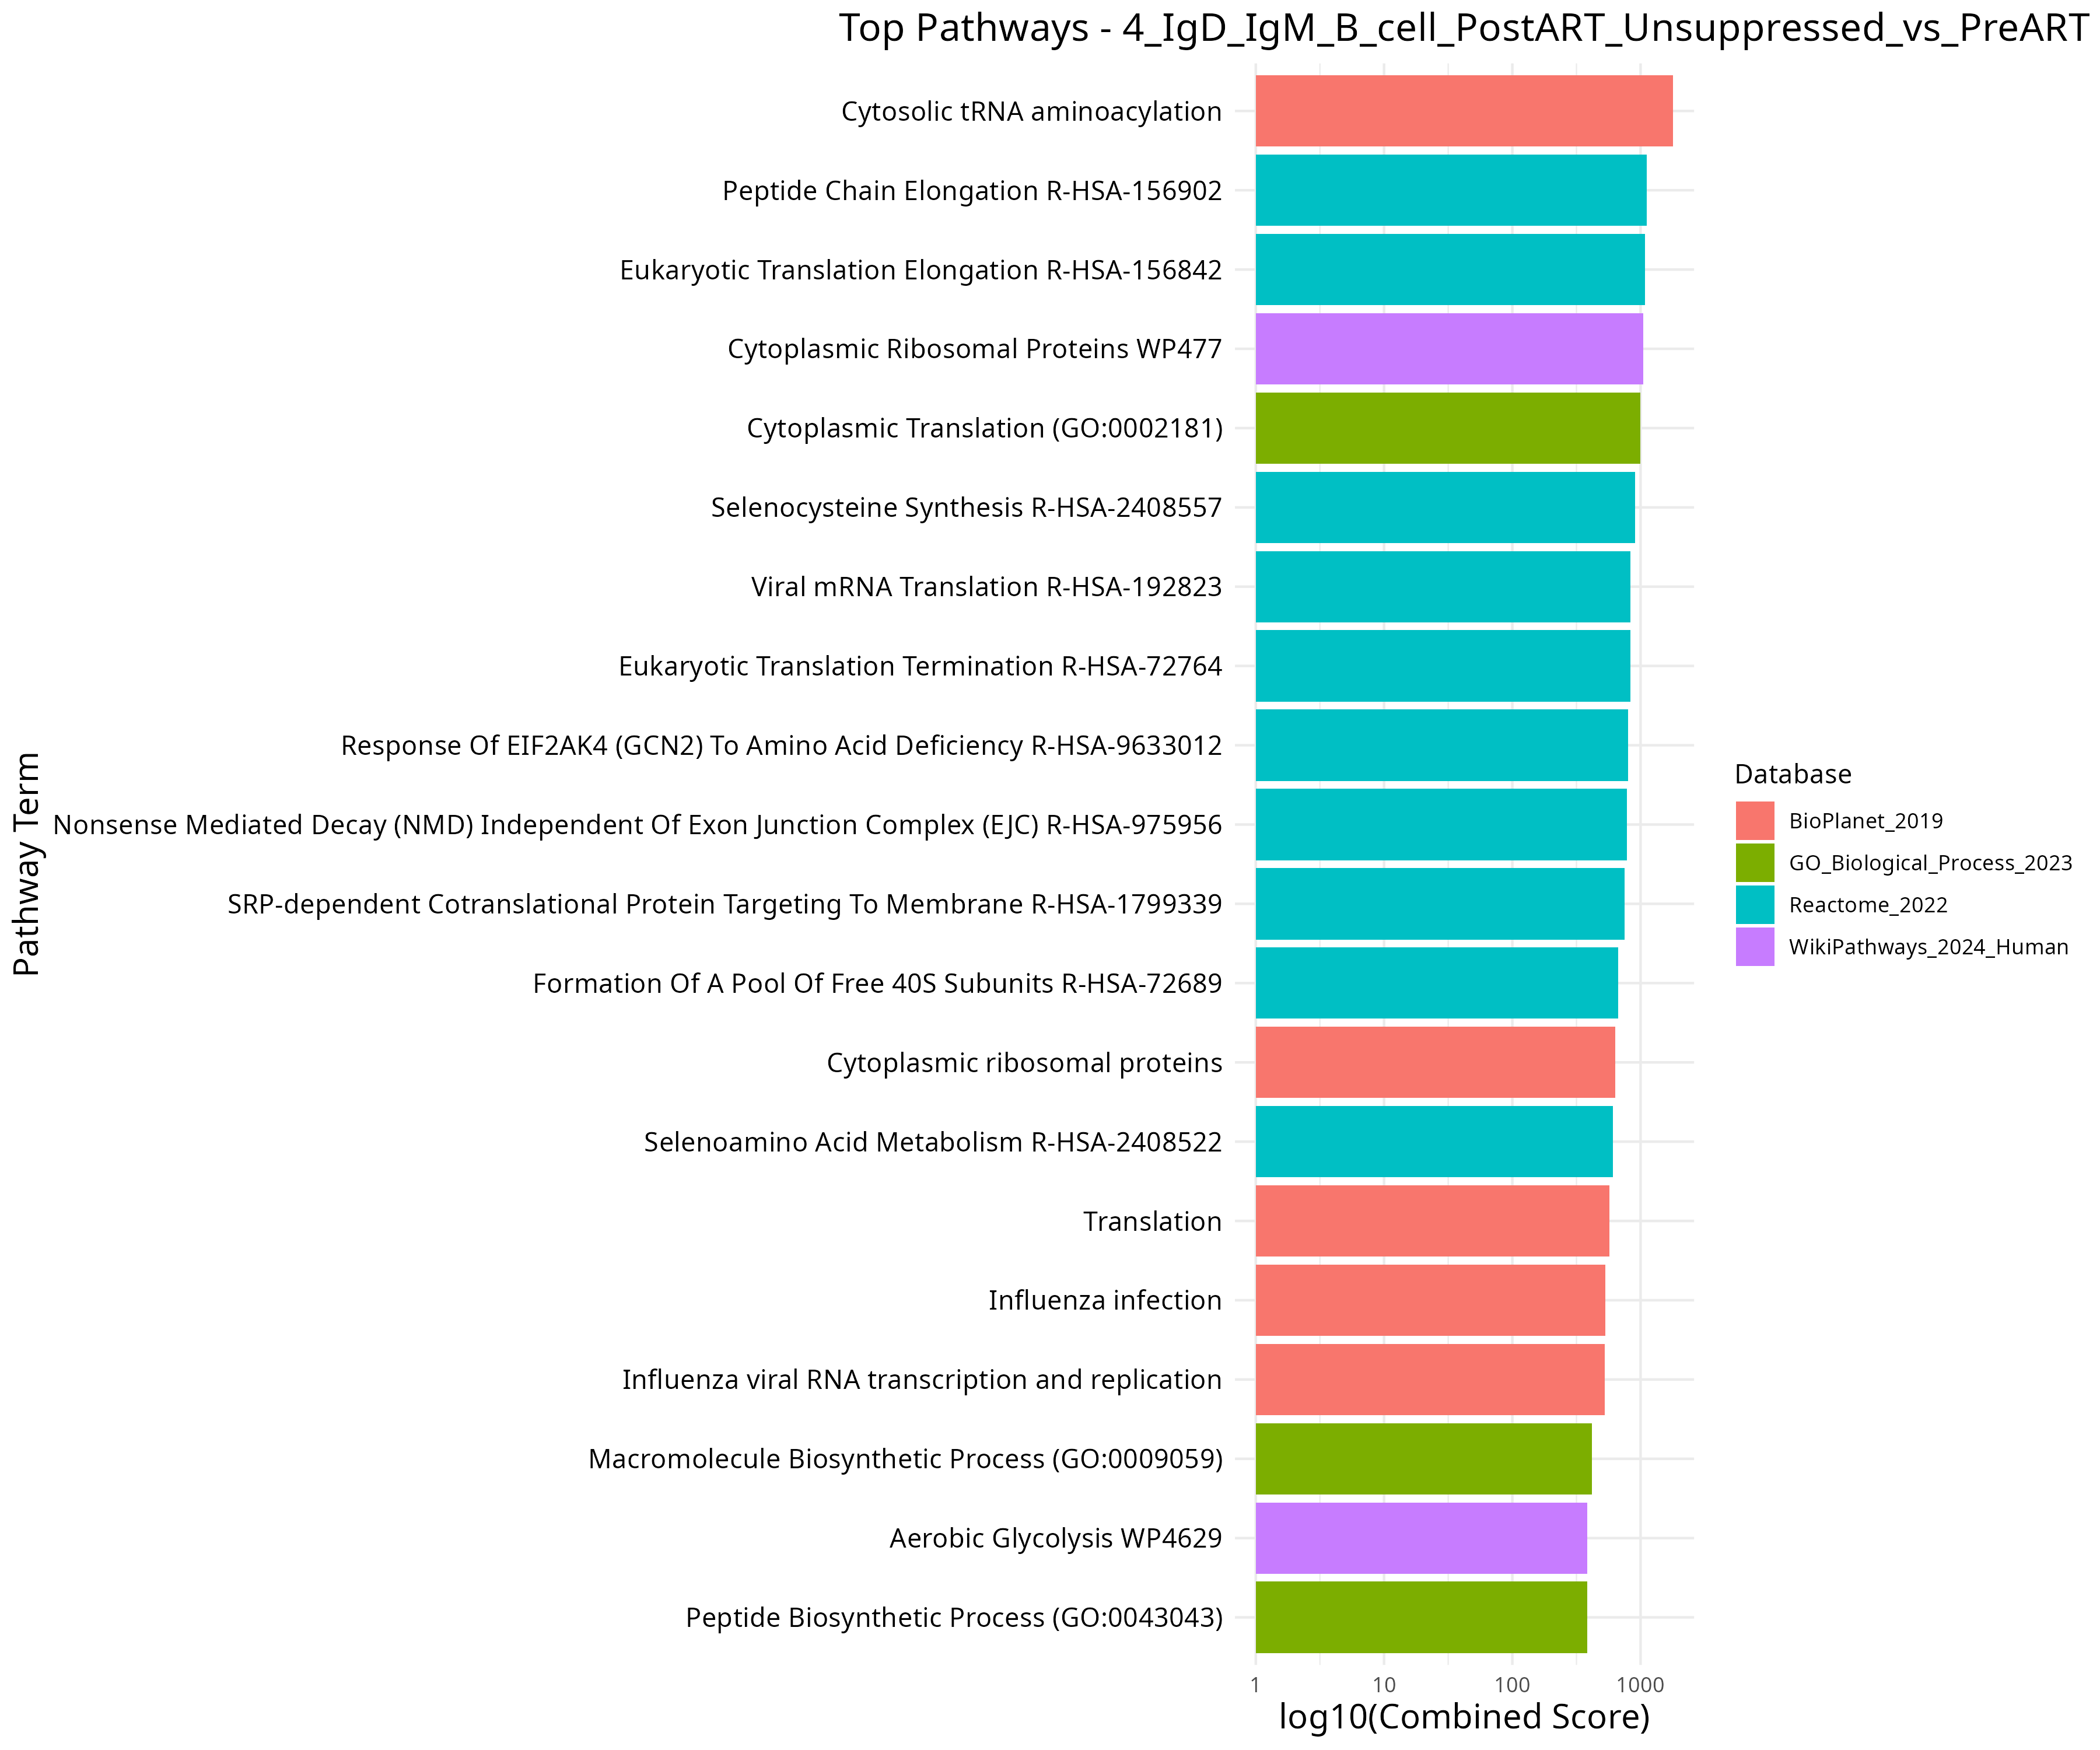 Top Pathways - 4_IgD_IgM_B_cell_PostART_Unsuppressed_vs_PreART
Pathway Term
Cytosolic tRNA aminoacylation
Peptide Chain Elongation R-HSA-156902
Eukaryotic Translation Elongation R-HSA-156842
Cytoplasmic Ribosomal Proteins WP477
Cytoplasmic Translation (GO:0002181)
Selenocysteine Synthesis R-HSA-2408557
Viral mRNA Translation R-HSA-192823
Eukaryotic Translation Termination R-HSA-72764
Response Of EIF2AK4 (GCN2) To Amino Acid Deficiency R-HSA-9633012
Nonsense Mediated Decay (NMD) Independent Of Exon Junction Complex (EJC) R-HSA-975956
SRP-dependent Cotranslational Protein Targeting To Membrane R-HSA-1799339
Formation Of A Pool Of Free 40S Subunits R-HSA-72689
Cytoplasmic ribosomal proteins
Selenoamino Acid Metabolism R-HSA-2408522
Translation
Influenza infection
Influenza viral RNA transcription and replication
Macromolecule Biosynthetic Process (GO:0009059)
Aerobic Glycolysis WP4629
Peptide Biosynthetic Process (GO:0043043)
1 10 100 1000
log10(Combined Score)
Database
BioPlanet_2019
GO_Biological_Process_2023
Reactome_2022
WikiPathways_2024_Human